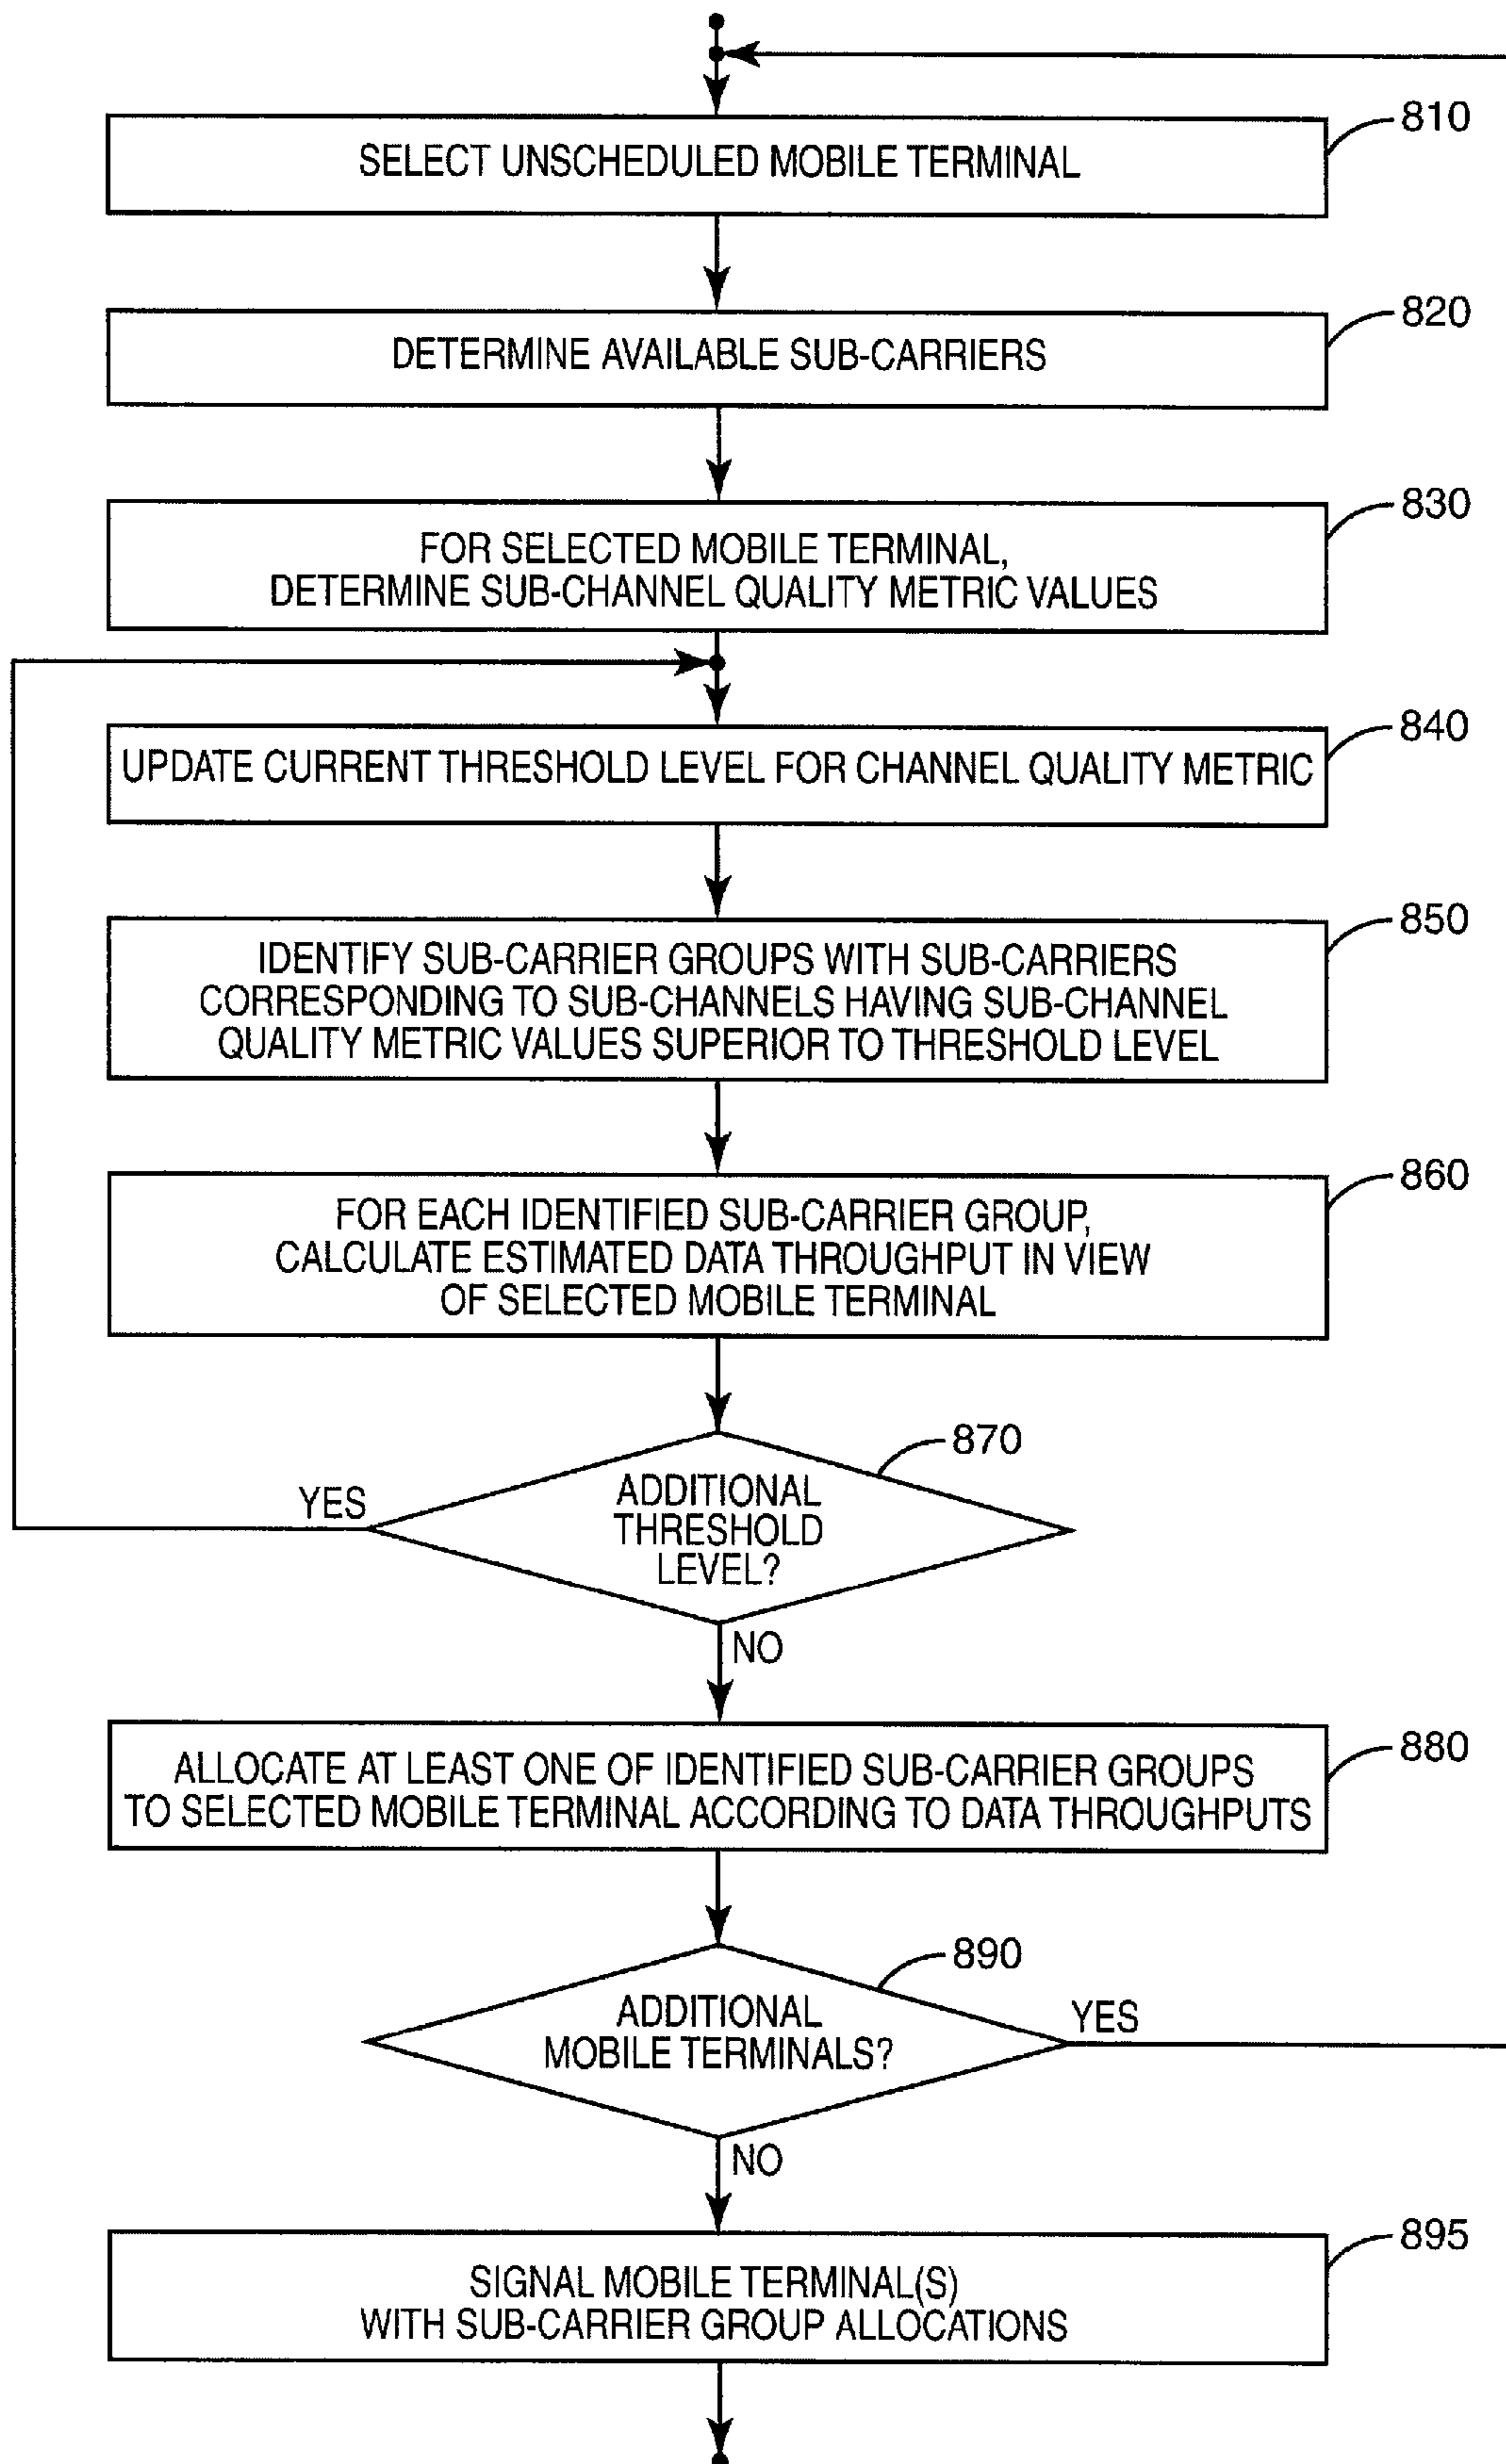 810
SELECT UNSCHEDULED MOBILE TERMINAL
820
DETERMINE AVAILABLE SUB-CARRIERS
830
FOR SELECTED MOBILE TERMINAL,
DETERMINE SUB-CHANNEL QUALITY METRIC VALUES
840
UPDATE CURRENT THRESHOLD LEVEL FOR CHANNEL QUALITY METRIC
850
IDENTIFY SUB-CARRIER GROUPS WITH SUB-CARRIERS
CORRESPONDING TO SUB-CHANNELS HAVING SUB-CHANNEL
QUALITY METRIC VALUES SUPERIOR TO THRESHOLD LEVEL
860
FOR EACH IDENTIFIED SUB-CARRIER GROUP,
CALCULATE ESTIMATED DATA THROUGHPUT IN VIEW
OF SELECTED MOBILE TERMINAL
870
YES
ADDITIONAL
THRESHOLD
LEVEL?
NO
880
ALLOCATE AT LEAST ONE OF IDENTIFIED SUB-CARRIER GROUPS
TO SELECTED MOBILE TERMINAL ACCORDING TO DATA THROUGHPUTS
890
ADDITIONAL
MOBILE TERMINALS?
YES
NO
895
SIGNAL MOBILE TERMINAL(S)
WITH SUB-CARRIER GROUP ALLOCATIONS